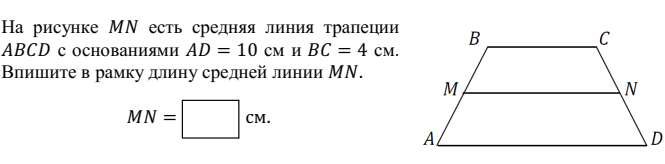 На рисунке MN есть средняя линия трапеции
ABCD с основаниями AD = 10 см и BC = 4 см.
Впишите в рамку длину средней линии MN.
MN = см.
B C
M N
A D